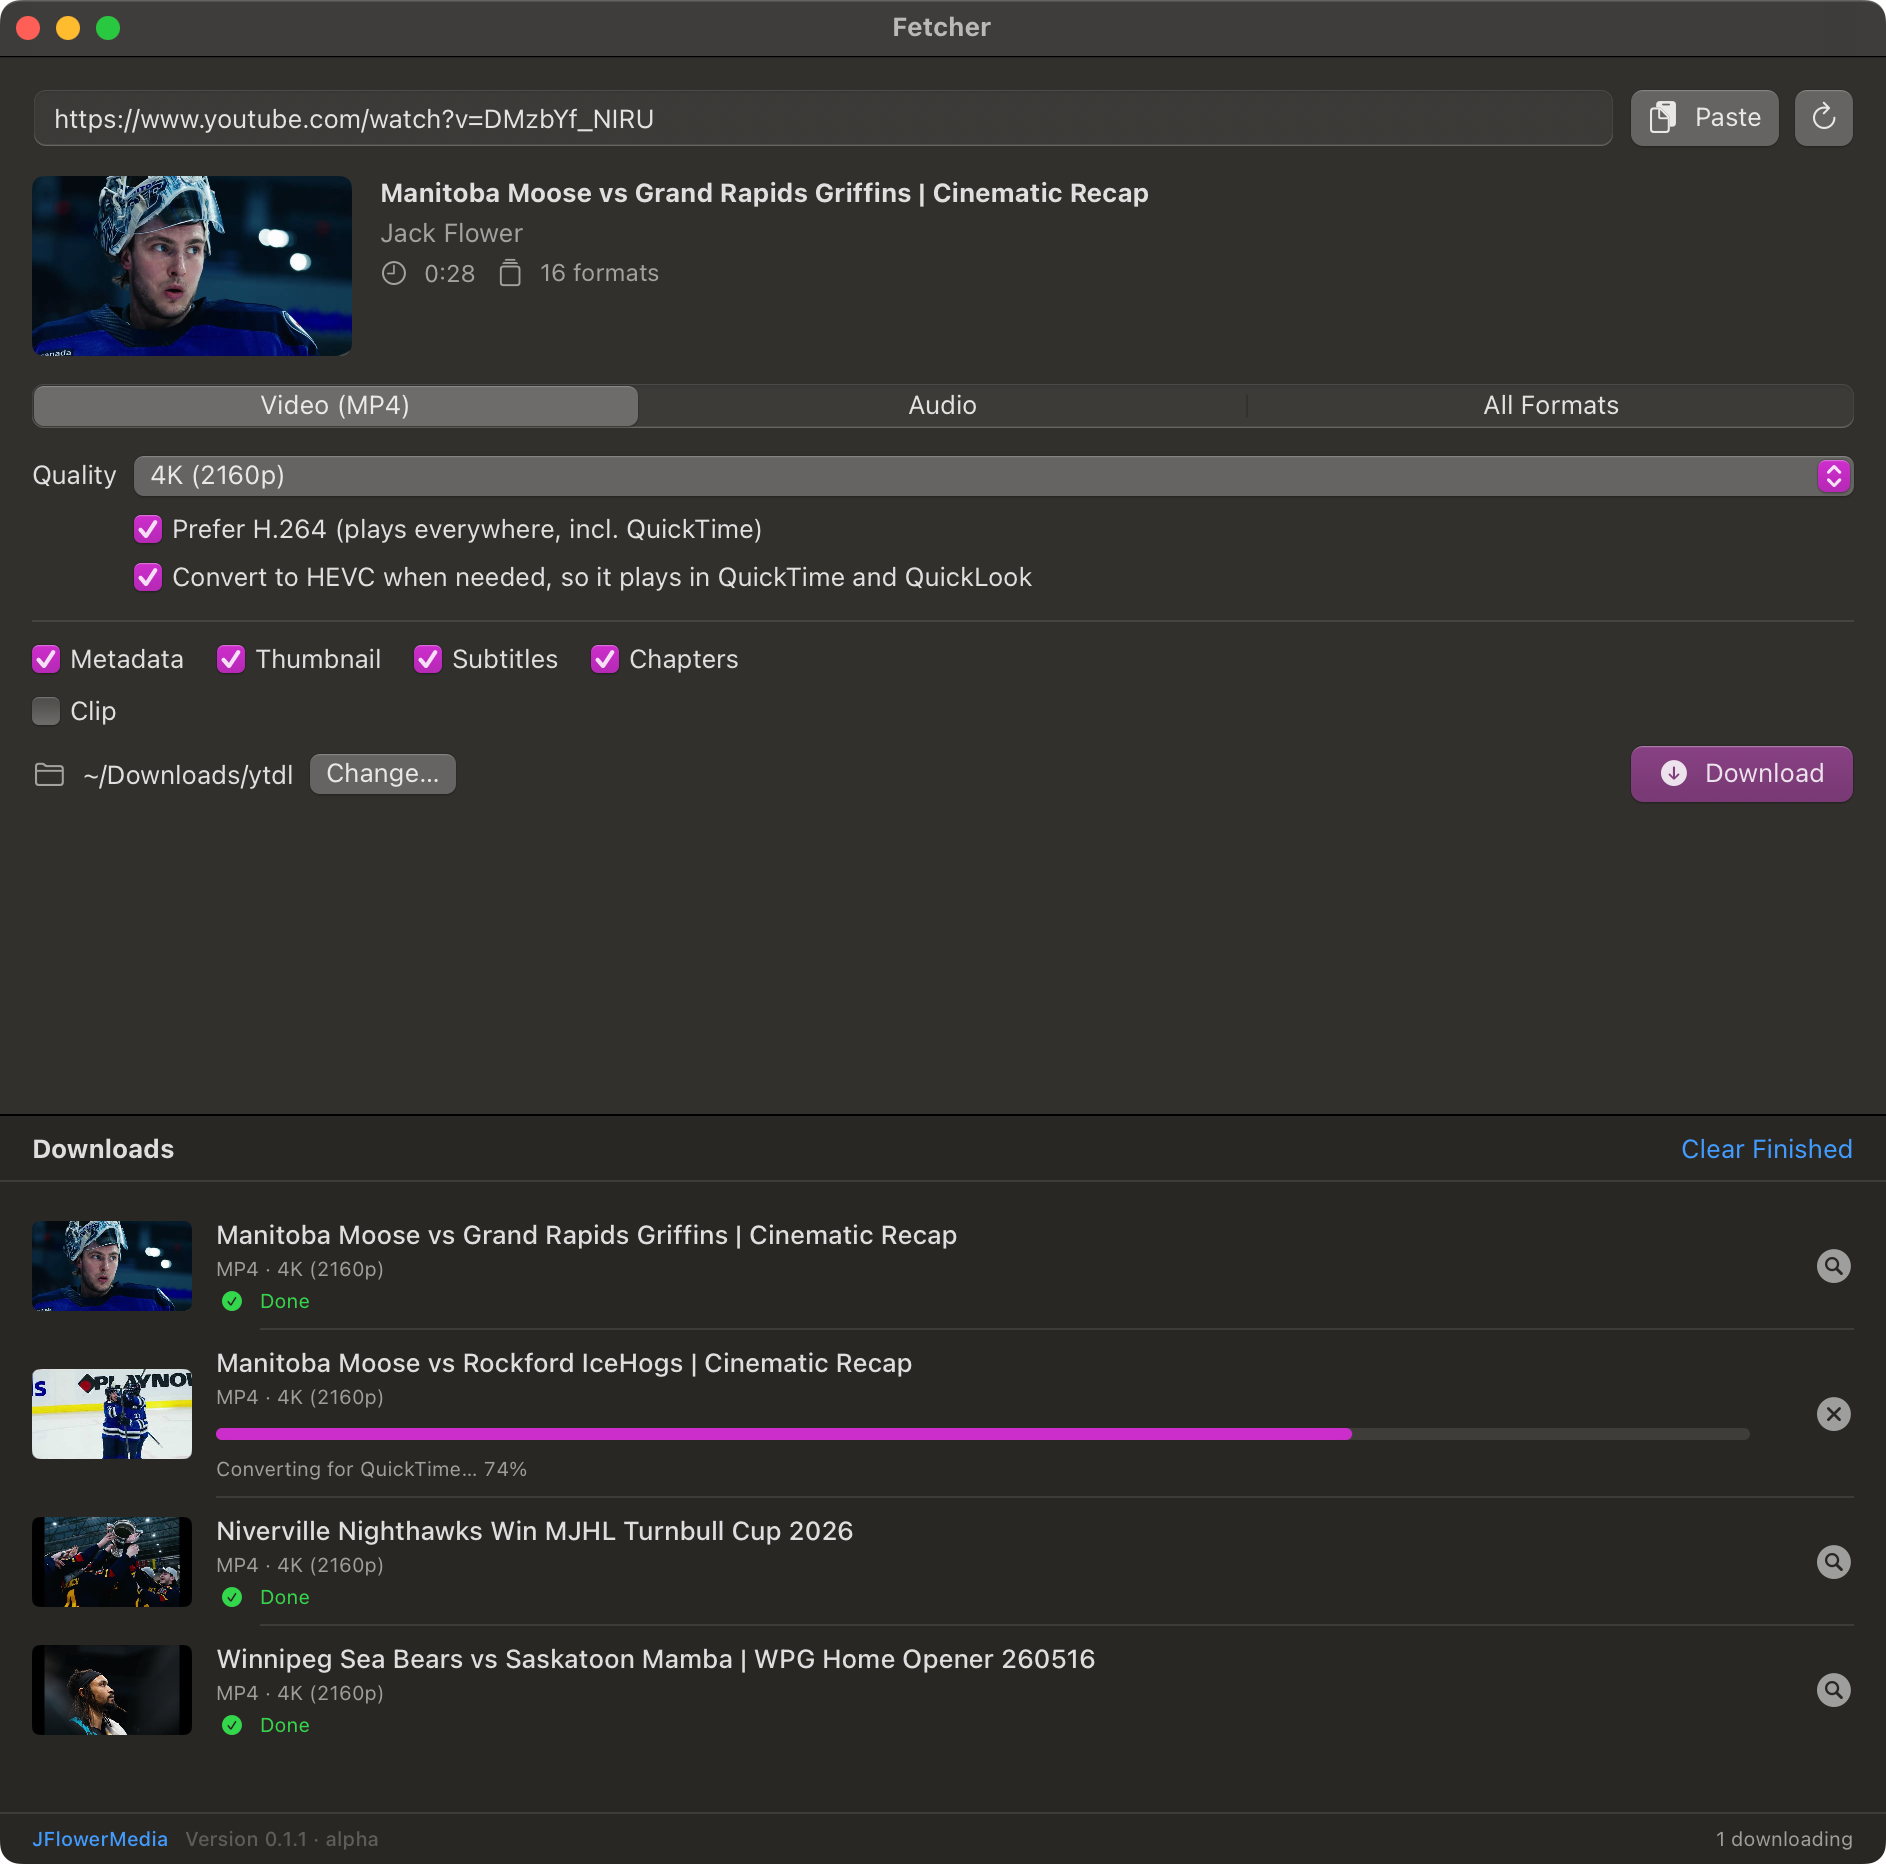 Fetcher
https://www.youtube.com/watch?v=DMzbYf_NIRU
Paste
Manitoba Moose vs Grand Rapids Griffins | Cinematic Recap
Jack Flower
0:28 16 formats
Video (MP4) Audio All Formats
Quality 4K (2160p)
Prefer H.264 (plays everywhere, incl. QuickTime)
Convert to HEVC when needed, so it plays in QuickTime and QuickLook
Metadata Thumbnail Subtitles Chapters
Clip
~/Downloads/ytdl Change... Download
Downloads Clear Finished
Manitoba Moose vs Grand Rapids Griffins | Cinematic Recap
MP4 · 4K (2160p)
Done
Manitoba Moose vs Rockford IceHogs | Cinematic Recap
MP4 · 4K (2160p)
Converting for QuickTime... 74%
Niverville Nighthawks Win MJHL Turnbull Cup 2026
MP4 · 4K (2160p)
Done
Winnipeg Sea Bears vs Saskatoon Mamba | WPG Home Opener 260516
MP4 · 4K (2160p)
Done
JFlowerMedia Version 0.1.1 · alpha 1 downloading